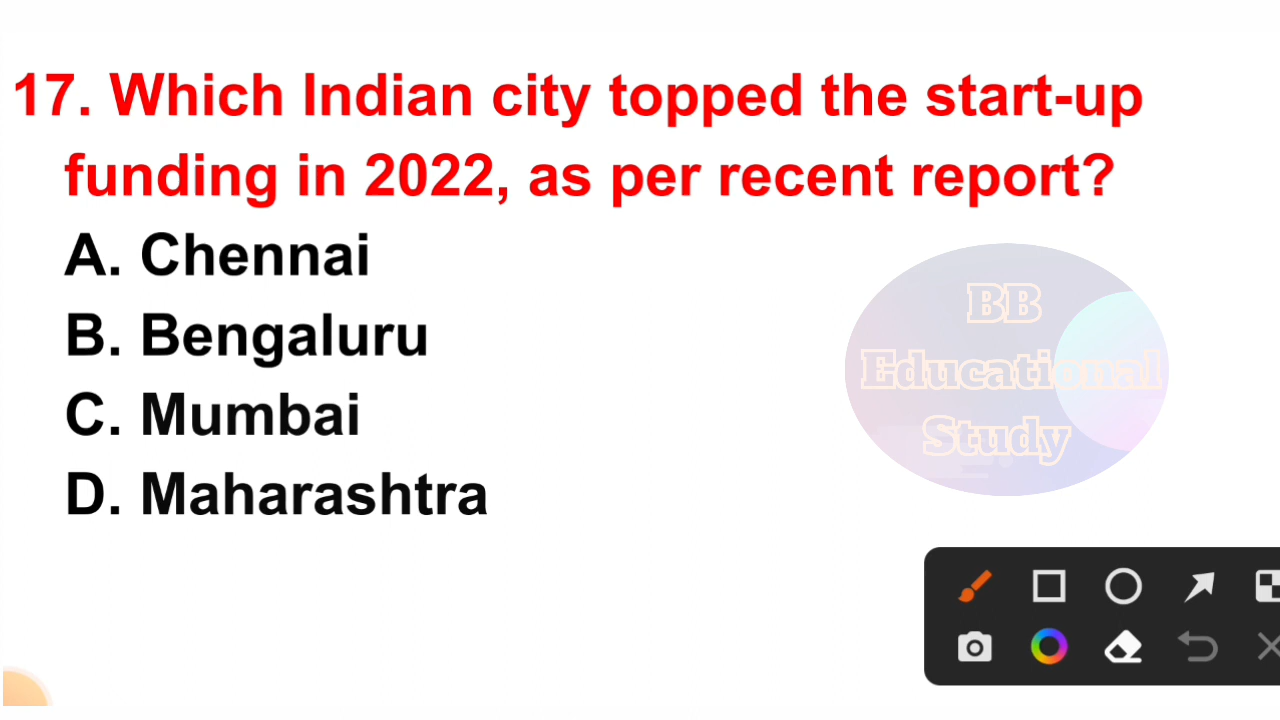 17. Which Indian city topped the start-up
funding in 2022, as per recent report?
A. Chennai
B. Bengaluru
C. Mumbai
D. Maharashtra
BB
Educational
Study